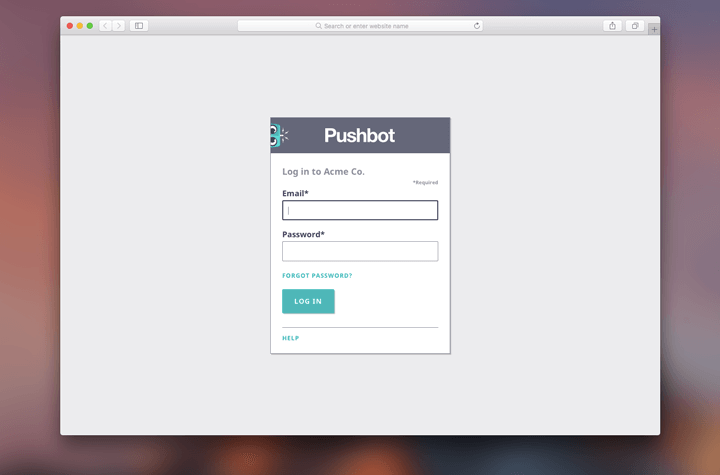 Search or enter website name
Pushbot
Log in to Acme Co.
*Required
Email*
Password*
FORGOT PASSWORD?
LOG IN
HELP